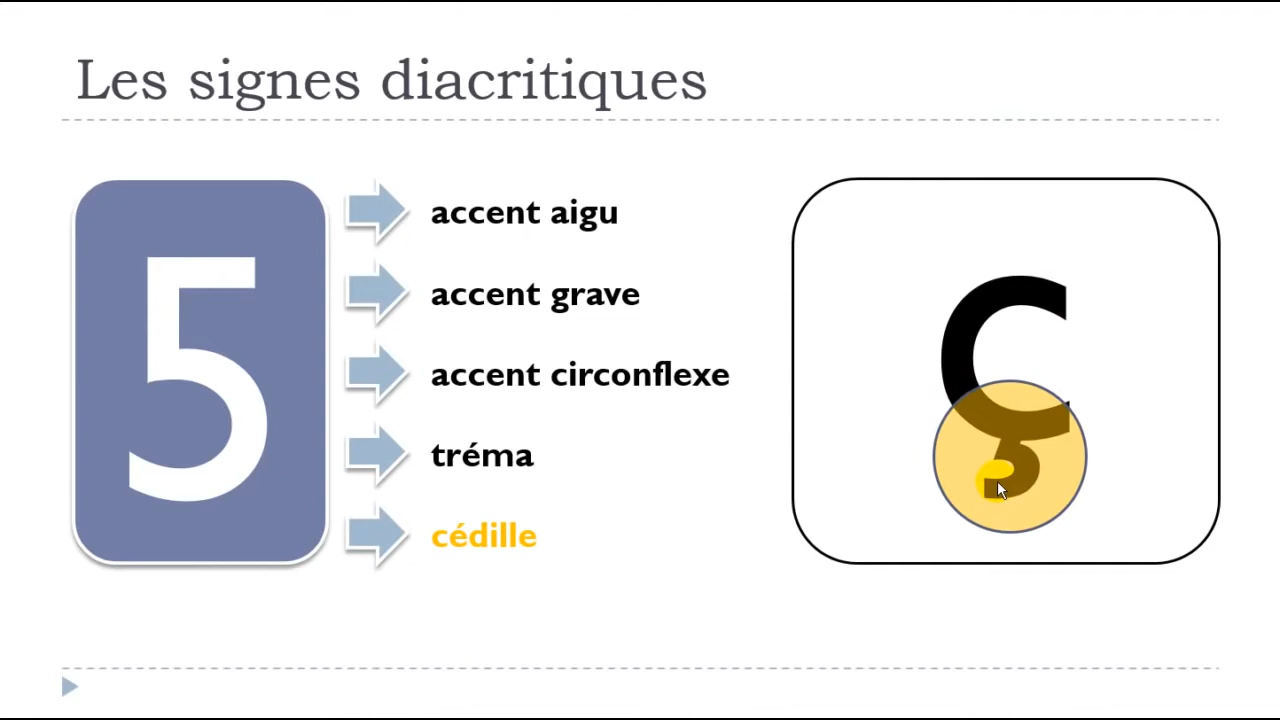 Les signes diacritiques
5
accent aigu
accent grave
accent circonflexe
tréma
cédille
Ç